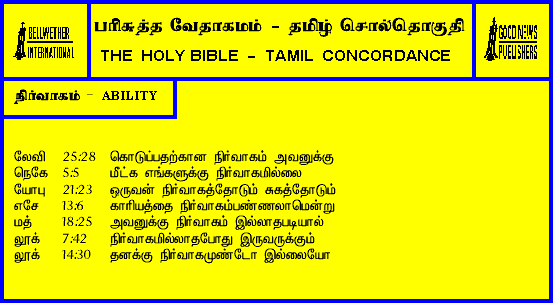 BELLWETHER
INTERNATIONAL
பரிசுத்த வேதாகமம் - தமிழ் சொல்தொகுதி
THE HOLY BIBLE - TAMIL CONCORDANCE
GOOD NEWS
PUBLISHERS
நிர்வாகம் - ABILITY
லேவி 25:28 கொடுப்பதற்கான நிர்வாகம் அவனுக்கு
நெகே 5:5 மீட்க எங்களுக்கு நிர்வாகமில்லை
யோபு 21:23 ஒருவன் நிர்வாகத்தோடும் சுகத்தோடும்
எசே 13:6 காரியத்தை நிர்வாகம்பண்ணலாமென்று
மத் 18:25 அவனுக்கு நிர்வாகம் இல்லாதபடியால்
லூக் 7:42 நிர்வாகமில்லாதபோது இருவருக்கும்
லூக் 14:30 தனக்கு நிர்வாகமுண்டோ இல்லையோ